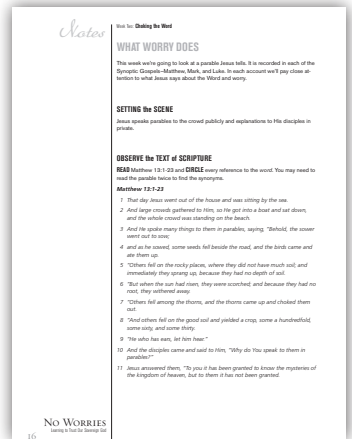 Notes
Week Two: Choking the Word
WHAT WORRY DOES
This week we're going to look at a parable Jesus tells. It is recorded in each of the
Synoptic Gospels–Matthew, Mark, and Luke. In each account we'll pay close at-
tention to what Jesus says about the Word and worry.
SETTING the SCENE
Jesus speaks parables to the crowd publicly and explanations to His disciples in
private.
OBSERVE the TEXT of SCRIPTURE
READ Matthew 13:1-23 and CIRCLE every reference to the word. You may need to
read the parable twice to find the synonyms.
Matthew 13:1-23
1 That day Jesus went out of the house and was sitting by the sea.
2 And large crowds gathered to Him, so He got into a boat and sat down,
and the whole crowd was standing on the beach.
3 And He spoke many things to them in parables, saying, "Behold, the sower
went out to sow;
4 and as he sowed, some seeds fell beside the road, and the birds came and
ate them up.
5 "Others fell on the rocky places, where they did not have much soil; and
immediately they sprang up, because they had no depth of soil.
6 "But when the sun had risen, they were scorched; and because they had no
root, they withered away.
7 "Others fell among the thorns, and the thorns came up and choked them
out.
8 "And others fell on the good soil and yielded a crop, some a hundredfold,
some sixty, and some thirty.
9 "He who has ears, let him hear."
10 And the disciples came and said to Him, "Why do You speak to them in
parables?"
11 Jesus answered them, "To you it has been granted to know the mysteries of
the kingdom of heaven, but to them it has not been granted.
NO WORRIES
Learning to Trust Our Sovereign God
16